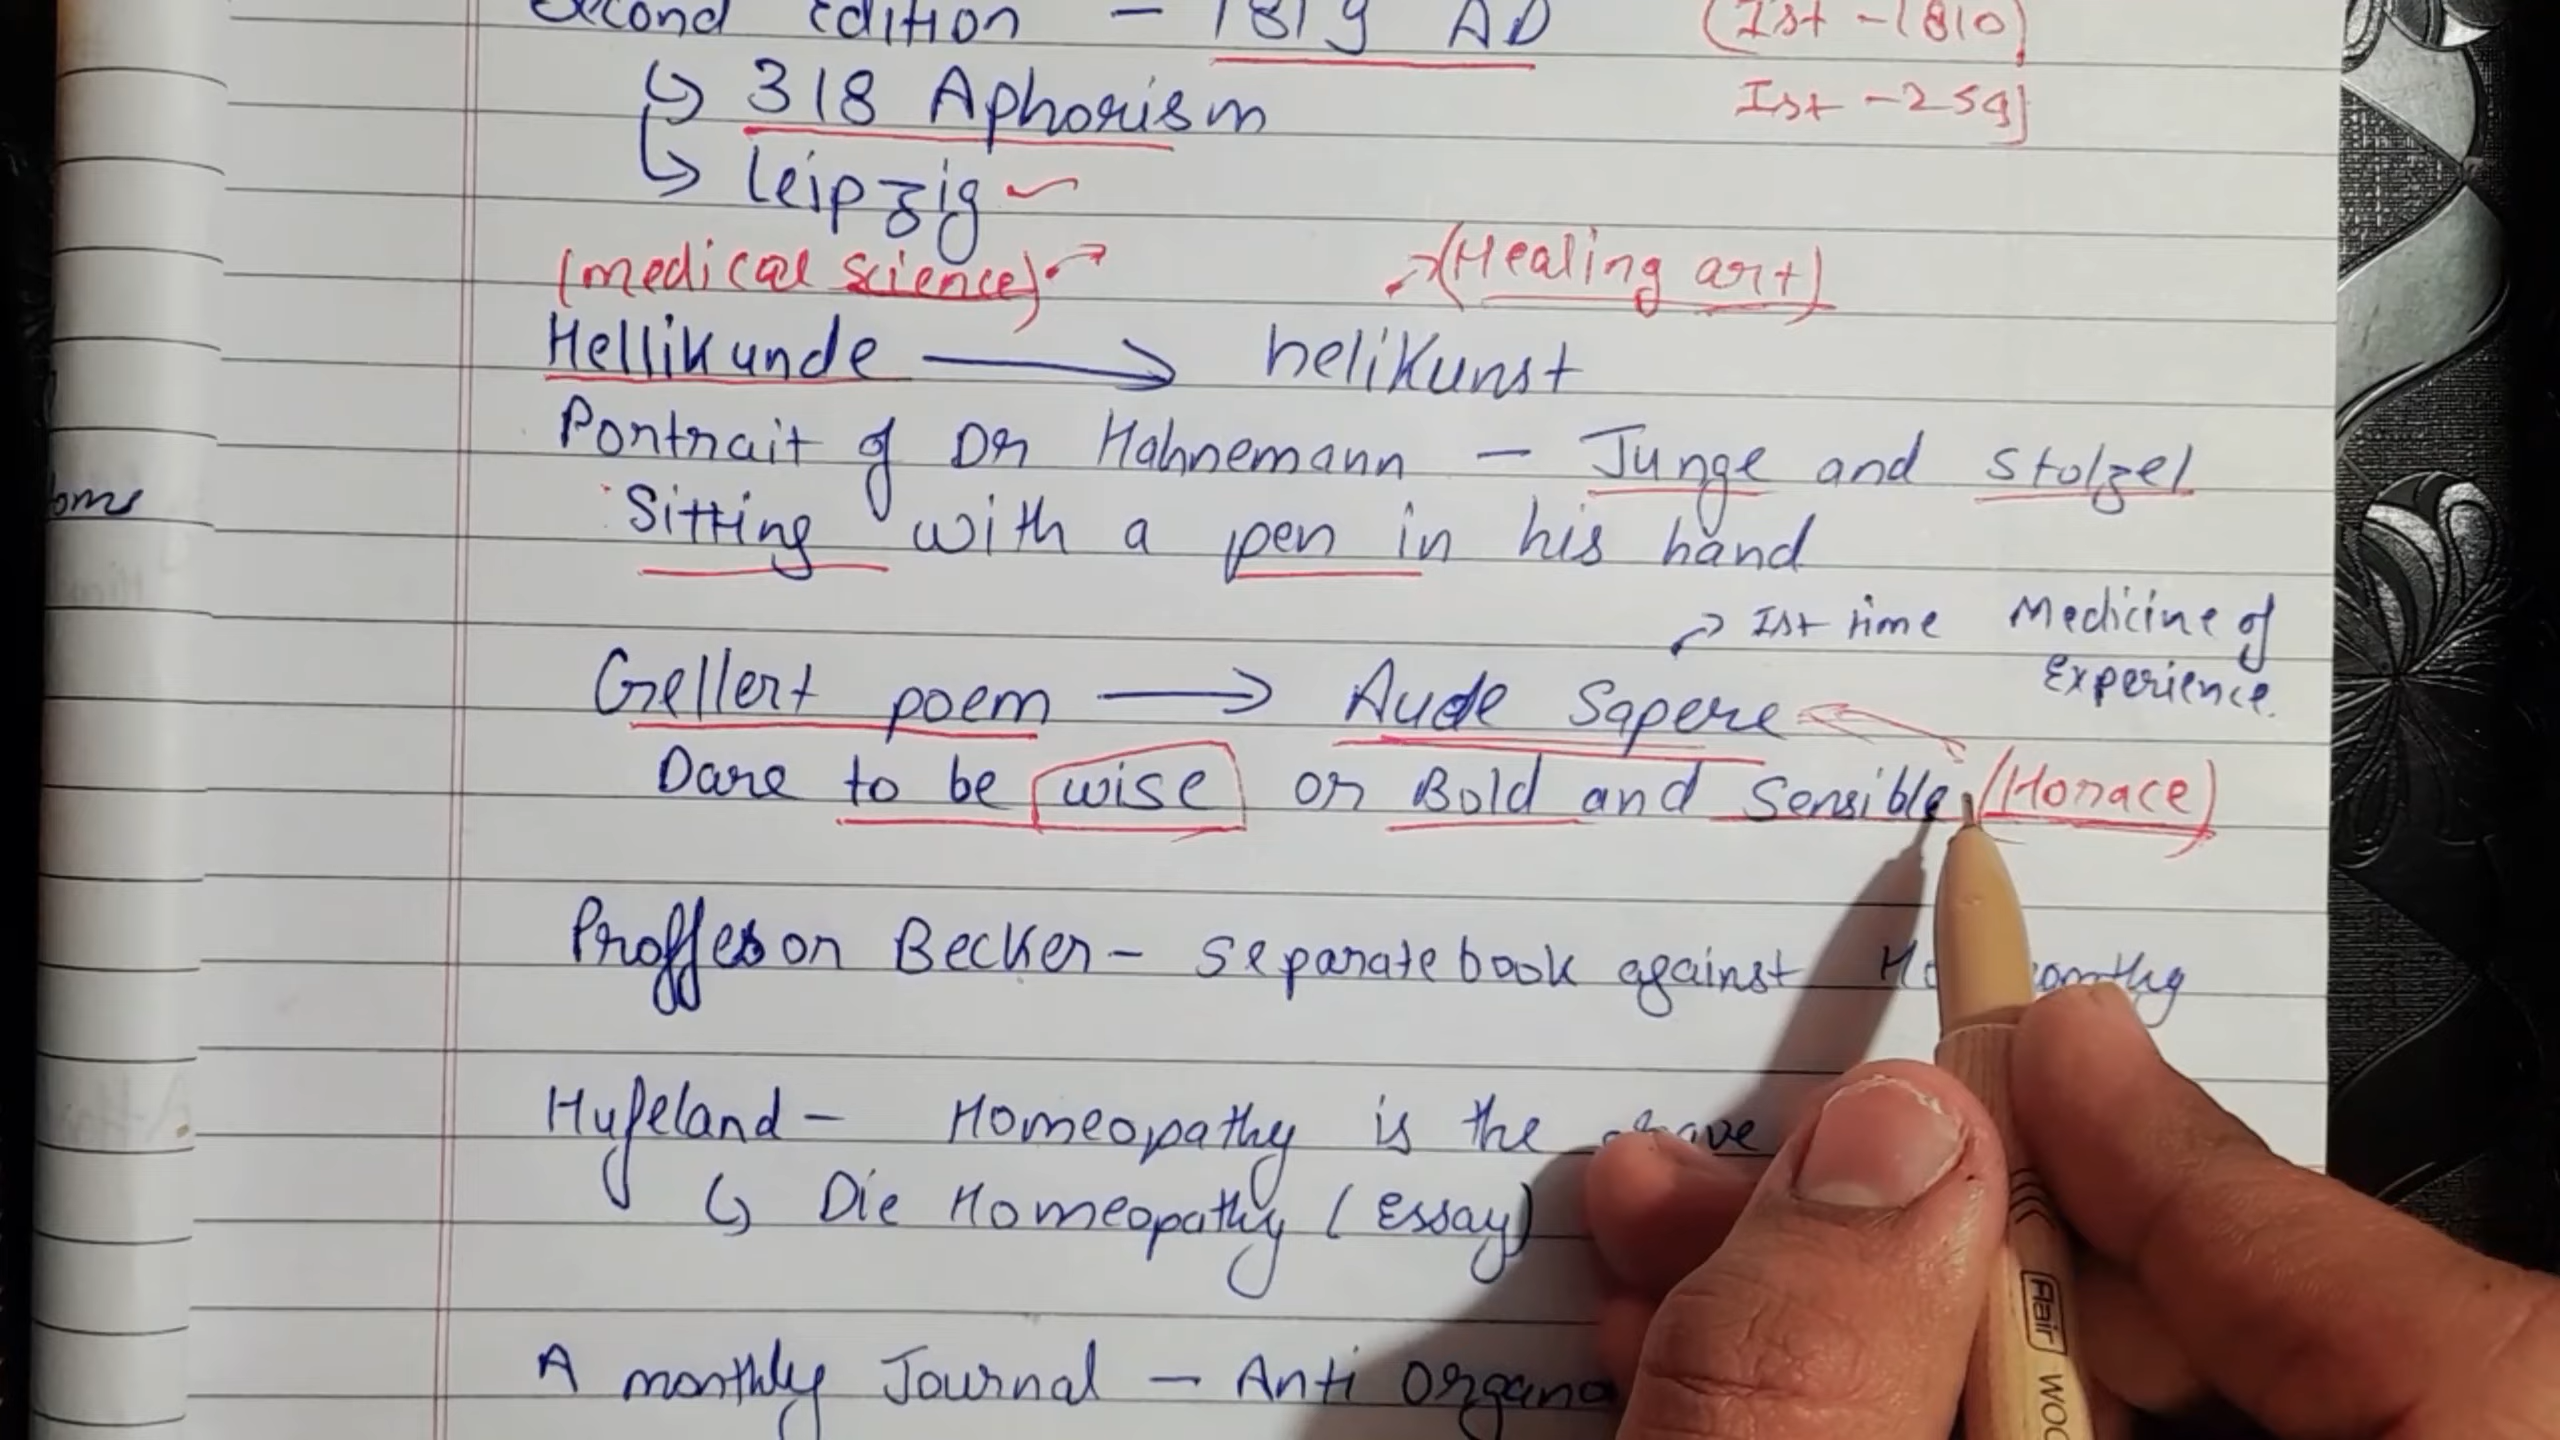 Second Edition - 1819 AD (Ist - 1810)
318 Aphorism Ist - 259]
Leipzig
(medical science) (Healing art)
Hellikunde helikunst
Portrait of Dr Hahnemann - Junge and Stolzel
Sitting with a pen in his hand
Ist time Medicine of
Experience.
Gellert poem Aude Sapere
Dare to be wise or Bold and Sensible (Horace)
Proffesor Becker - separate book against
Hufeland - Homeopathy is the
Die Homeopathy (essay)
A monthly Journal - Anti
Flair